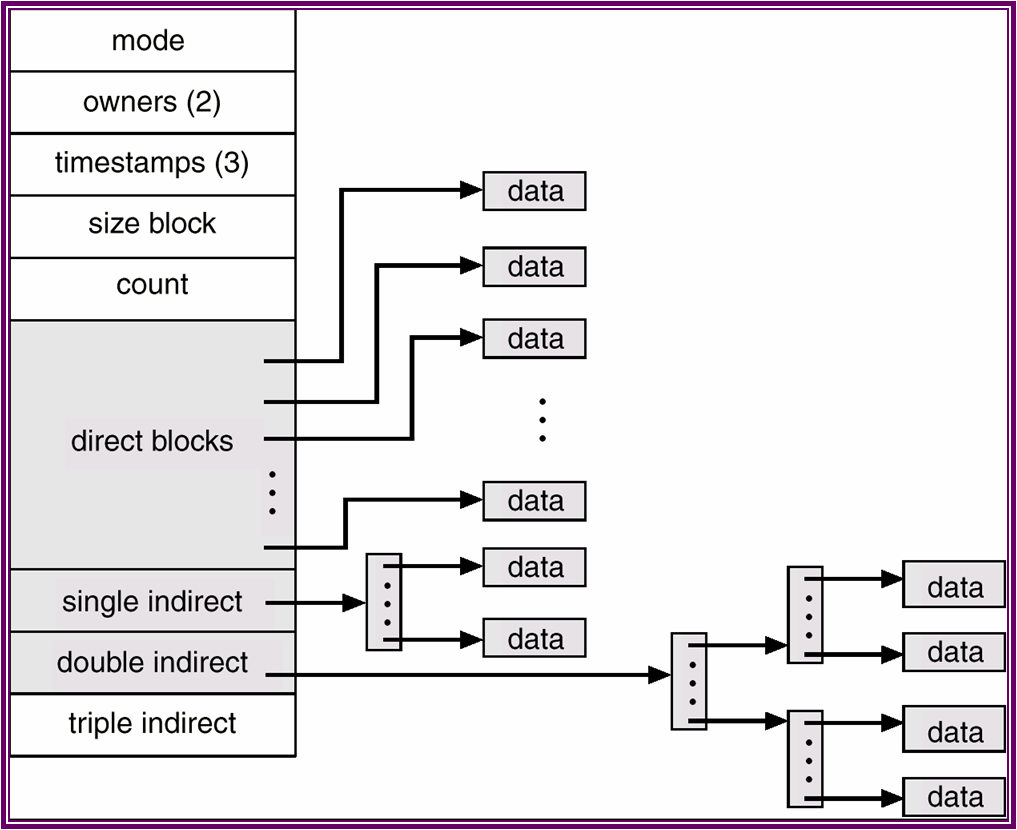 mode
owners (2)
timestamps (3)
size block
count
direct blocks
single indirect
double indirect
triple indirect
data
data
data
data
data
data
data
data
data
data